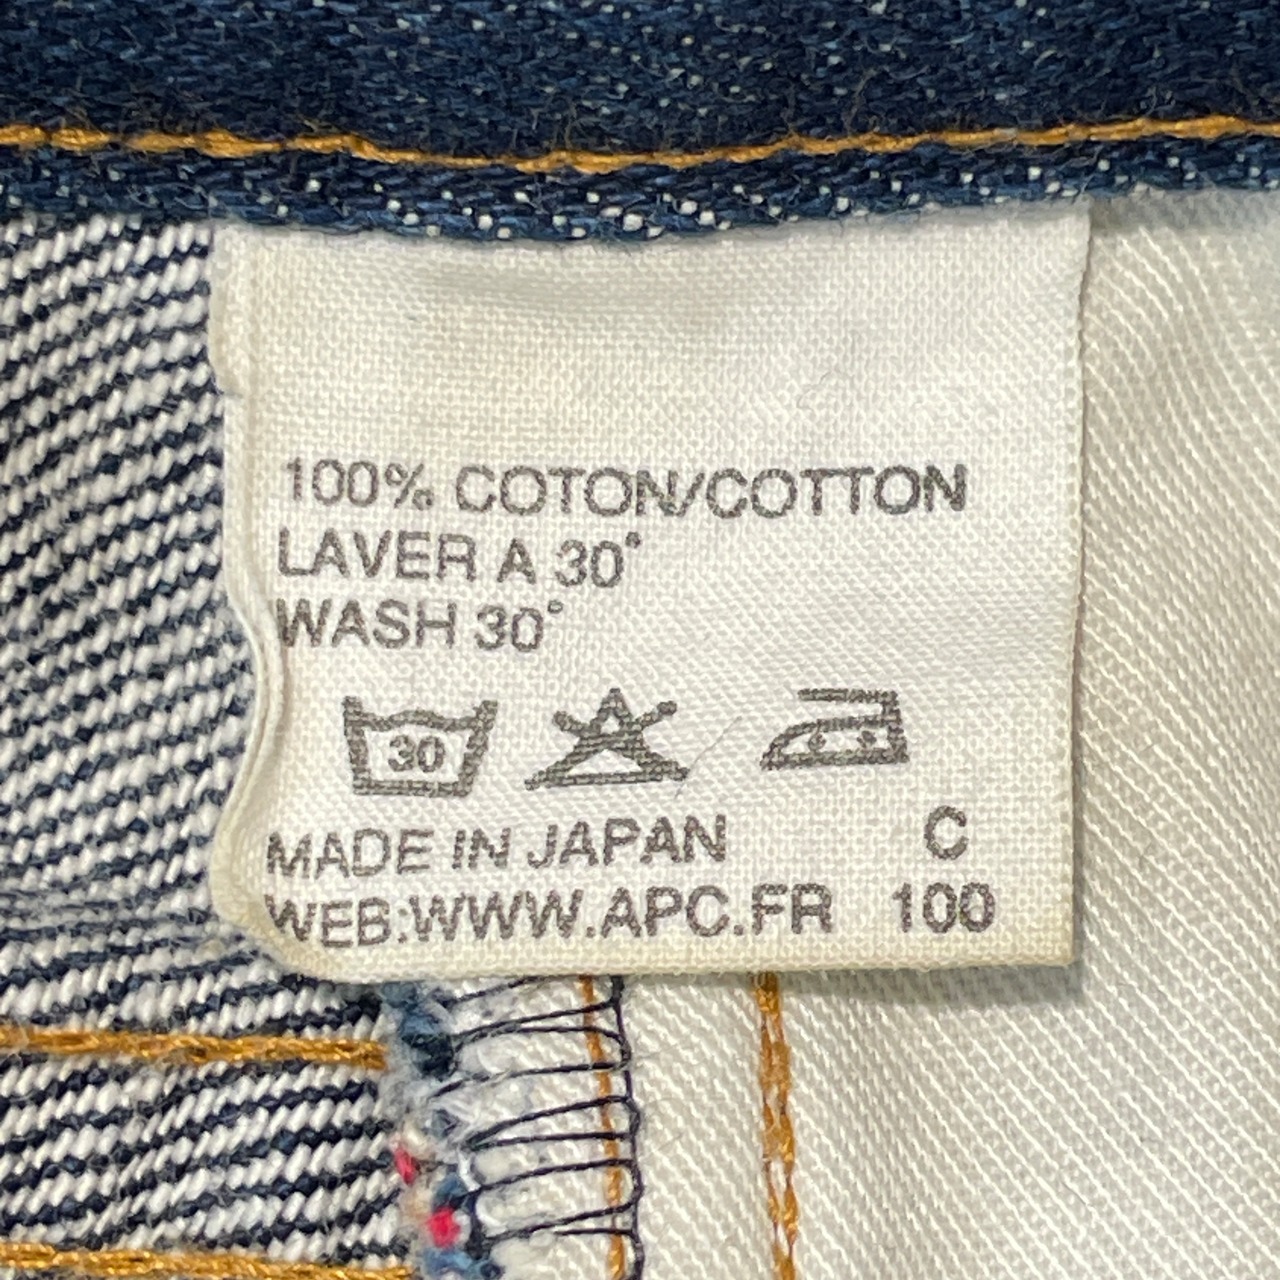 100% COTON/COTTON
LAVER A 30°
WASH 30°
30
MADE IN JAPAN C
WEB:WWW.APC.FR 100